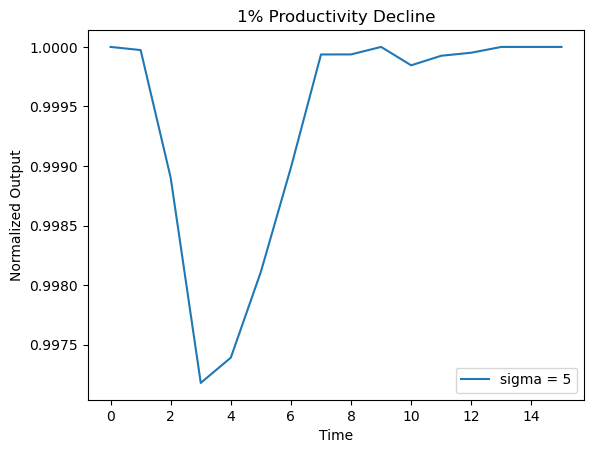 1% Productivity Decline
1.0000
0.9995
0.9990
0.9985
0.9980
0.9975
Normalized Output
sigma = 5
0 2 4 6 8 10 12 14
Time